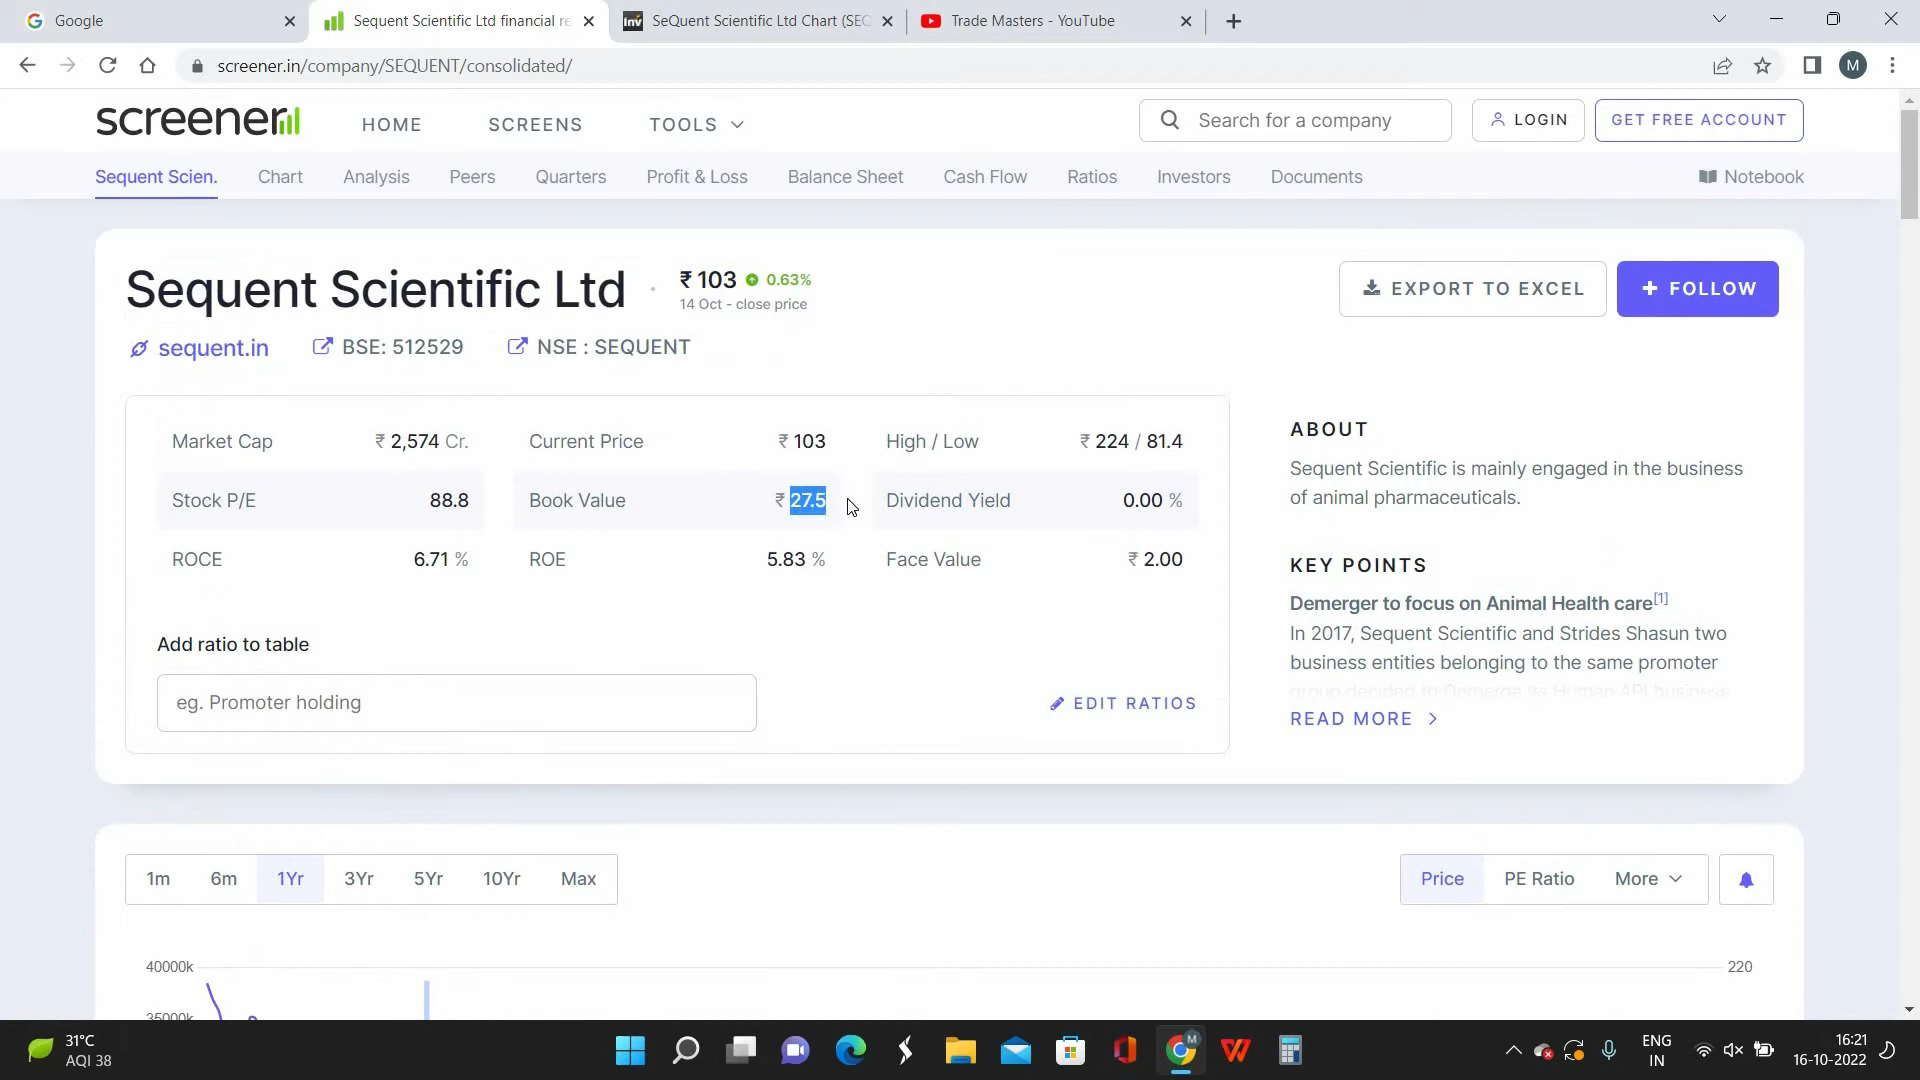 Google
Sequent Scientific Ltd financial re
SeQuent Scientific Ltd Chart (SEC
Trade Masters - YouTube
screener.in/company/SEQUENT/consolidated/
M
screener
HOME
SCREENS
TOOLS
Search for a company
LOGIN
GET FREE ACCOUNT
Sequent Scien.
Chart
Analysis
Peers
Quarters
Profit & Loss
Balance Sheet
Cash Flow
Ratios
Investors
Documents
Notebook
Sequent Scientific Ltd
₹ 103 0.63%
14 Oct - close price
EXPORT TO EXCEL
+ FOLLOW
sequent.in
BSE: 512529
NSE : SEQUENT
Market Cap ₹ 2,574 Cr.
Current Price ₹ 103
High / Low ₹ 224 / 81.4
Stock P/E 88.8
Book Value ₹ 27.5
Dividend Yield 0.00 %
ROCE 6.71 %
ROE 5.83 %
Face Value ₹ 2.00
Add ratio to table
eg. Promoter holding
EDIT RATIOS
ABOUT
Sequent Scientific is mainly engaged in the business
of animal pharmaceuticals.
KEY POINTS
Demerger to focus on Animal Health care[1]
In 2017, Sequent Scientific and Strides Shasun two
business entities belonging to the same promoter
group decided to Demerge its Human API business
READ MORE
1m
6m
1Yr
3Yr
5Yr
10Yr
Max
Price
PE Ratio
More
40000k
220
35000k
31°C
AQI 38
ENG
IN
16:21
16-10-2022